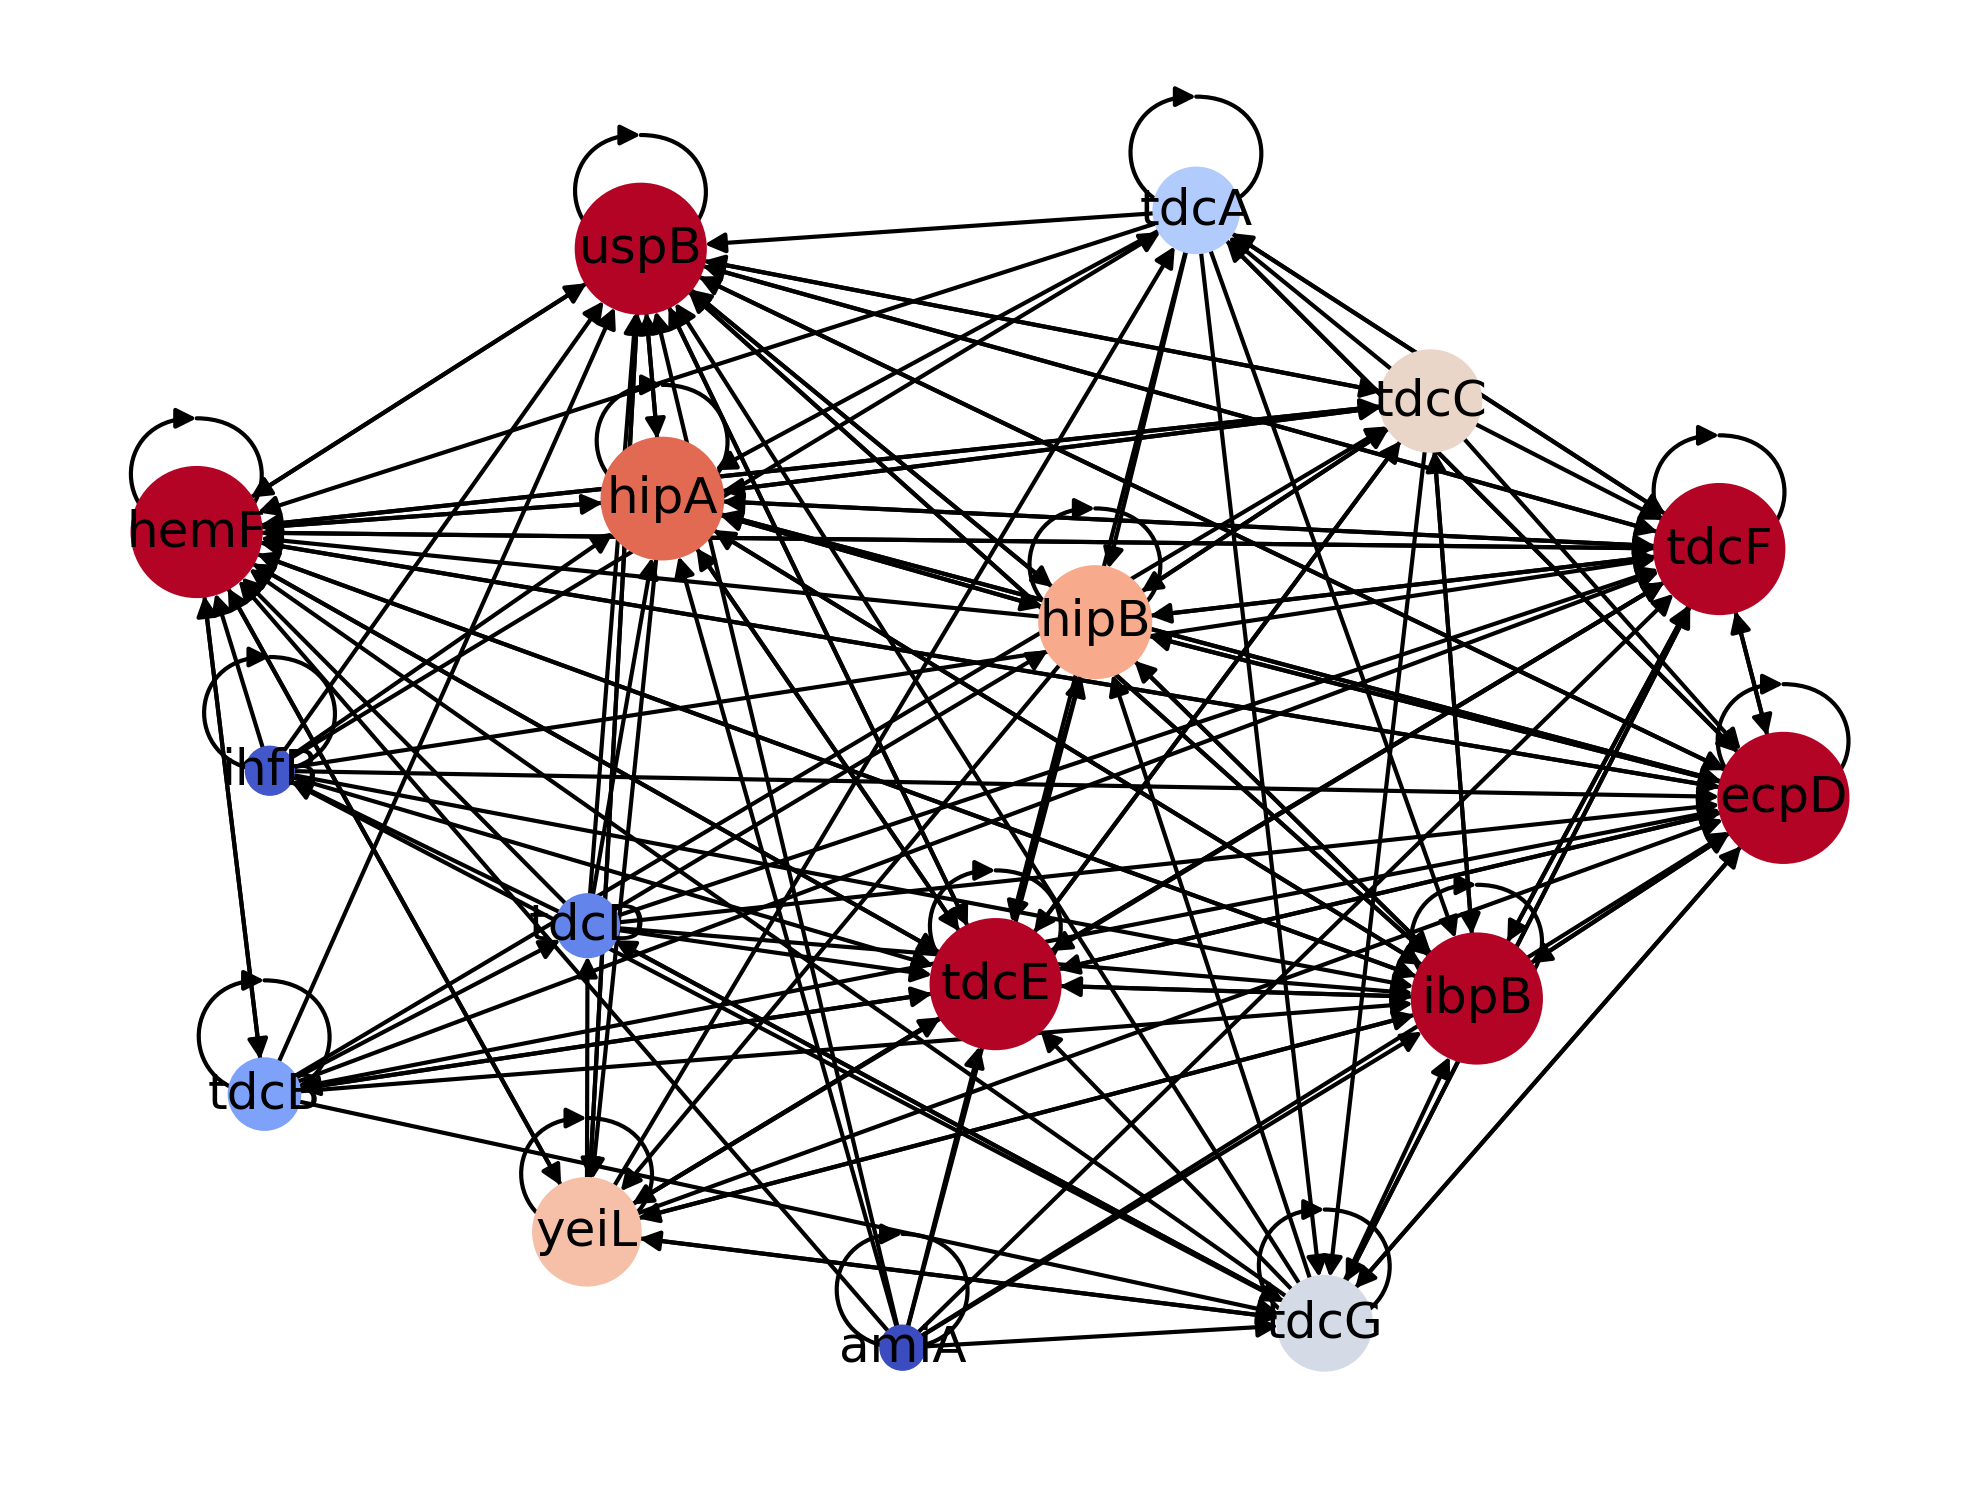 tdcA
uspB
tdcC
hipA
hemF
tdcF
hipB
ihfB
ecpD
tdcD
tdcE
ibpB
tdcB
yeiL
tdcG
amiA